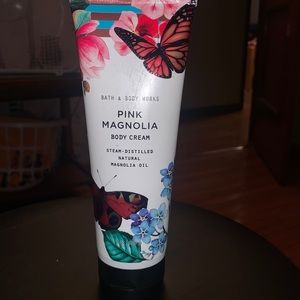 BATH & BODY WORKS
PINK
MAGNOLIA
BODY CREAM
STEAM-DISTILLED
NATURAL
MAGNOLIA OIL